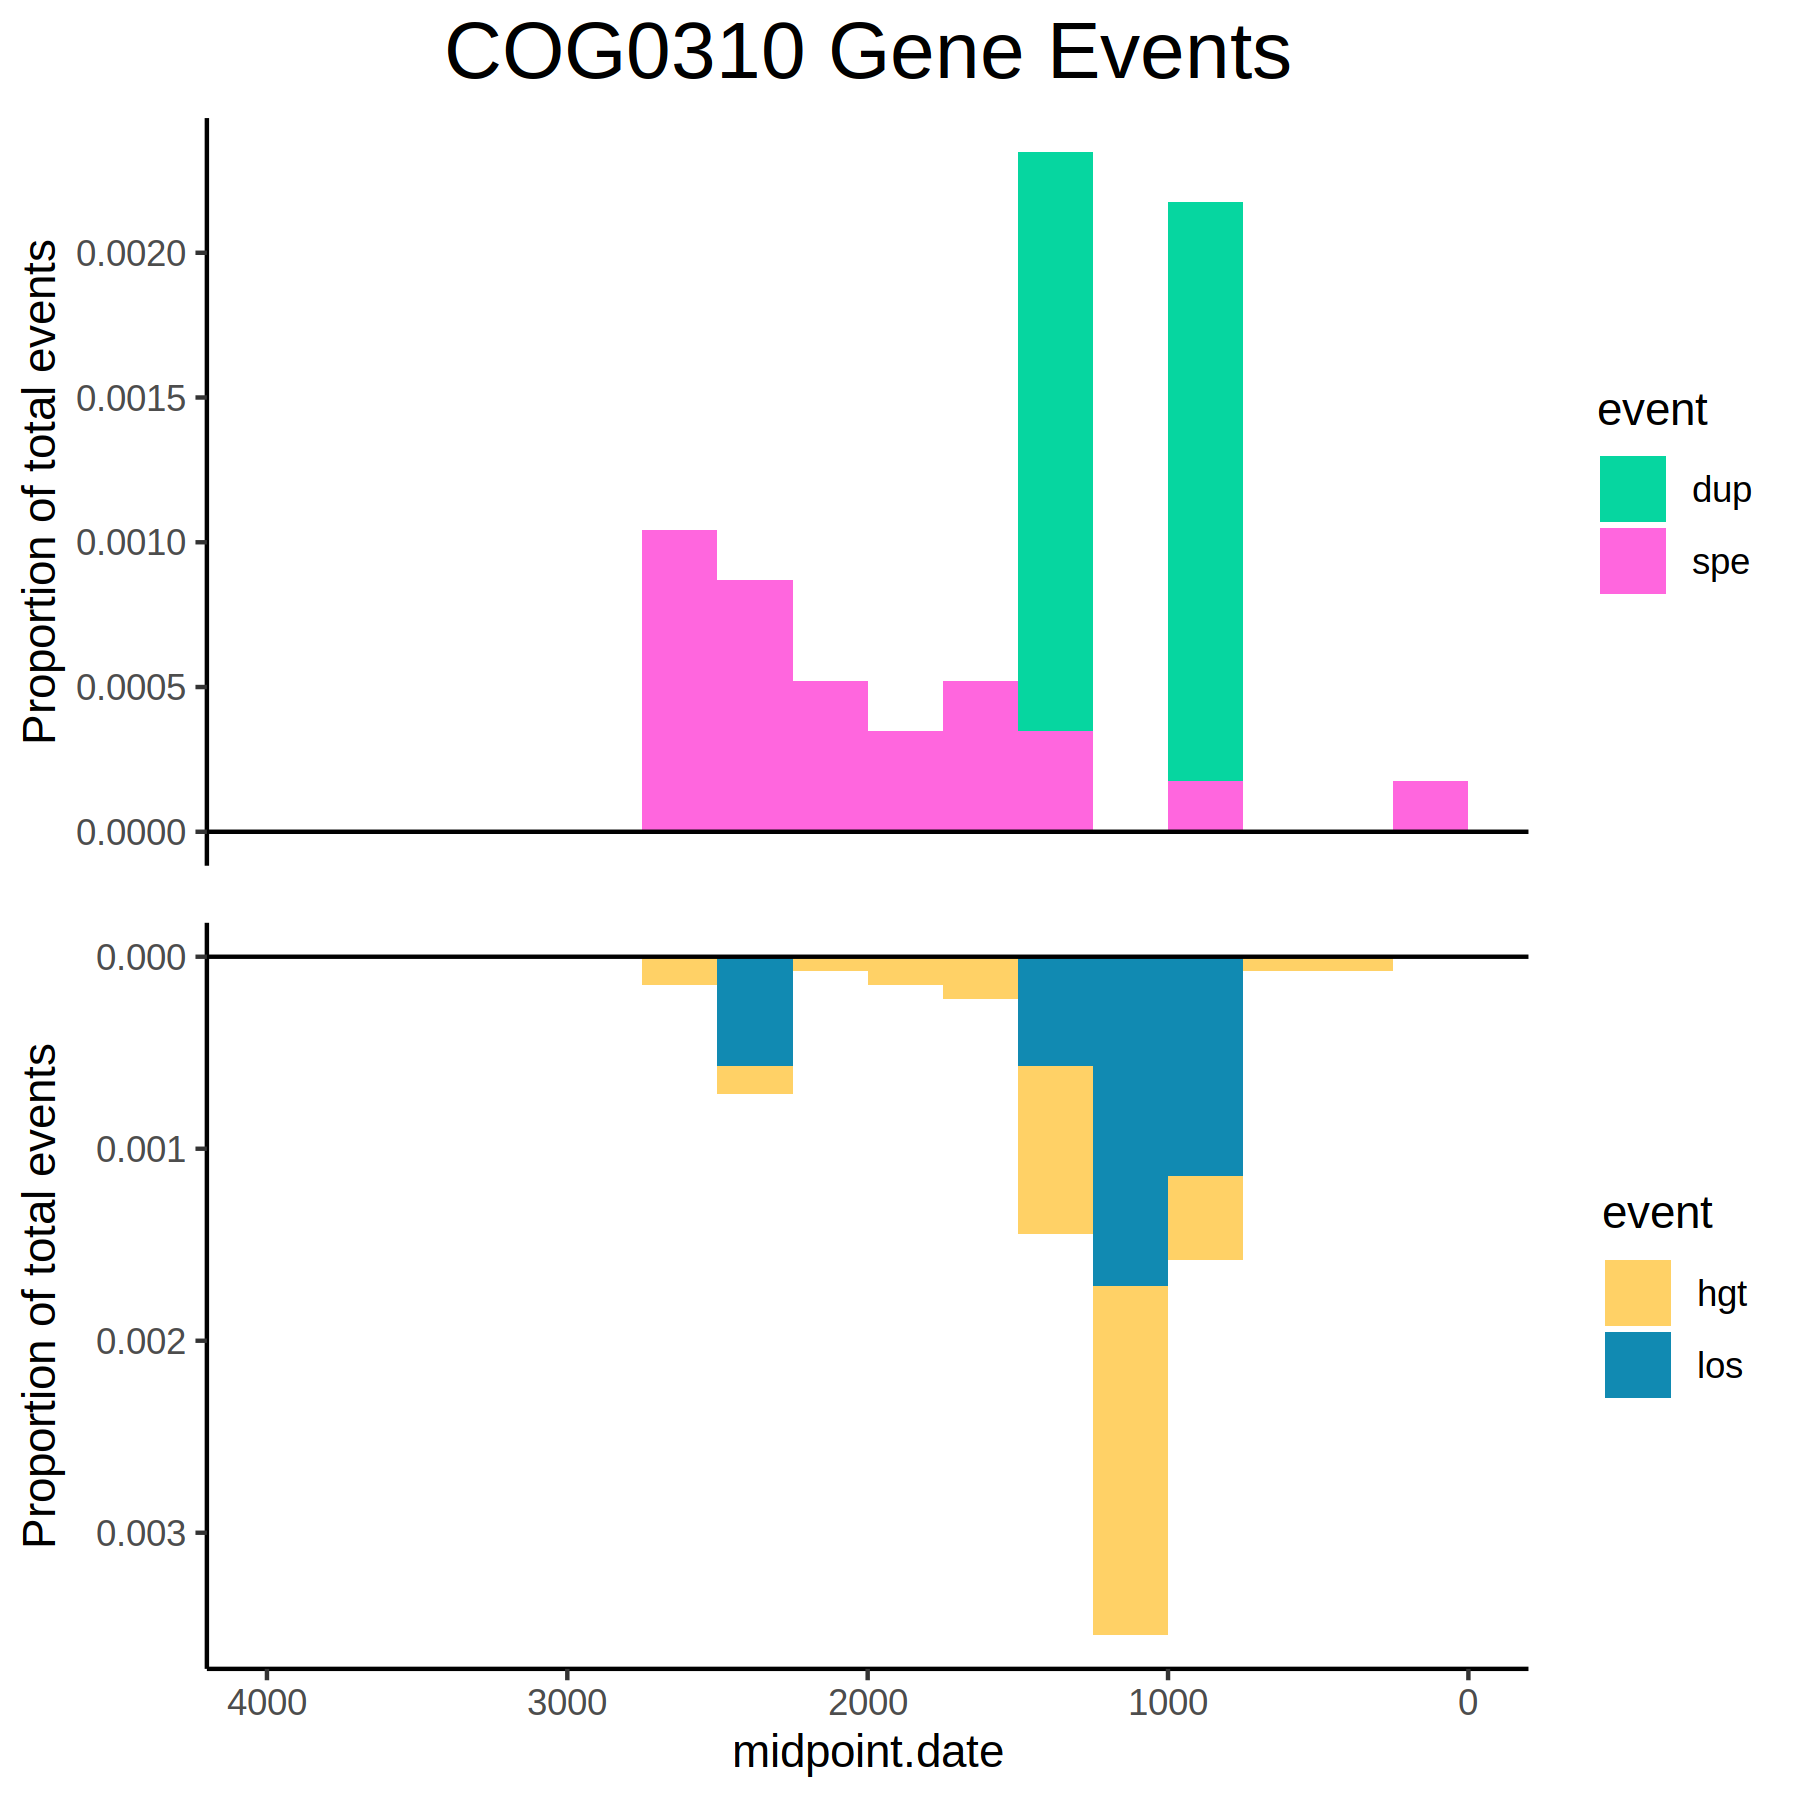 COG0310 Gene Events
Proportion of total events
0.0020
0.0015
0.0010
0.0005
0.0000
event
dup
spe
Proportion of total events
0.000
0.001
0.002
0.003
event
hgt
los
4000 3000 2000 1000 0
midpoint.date